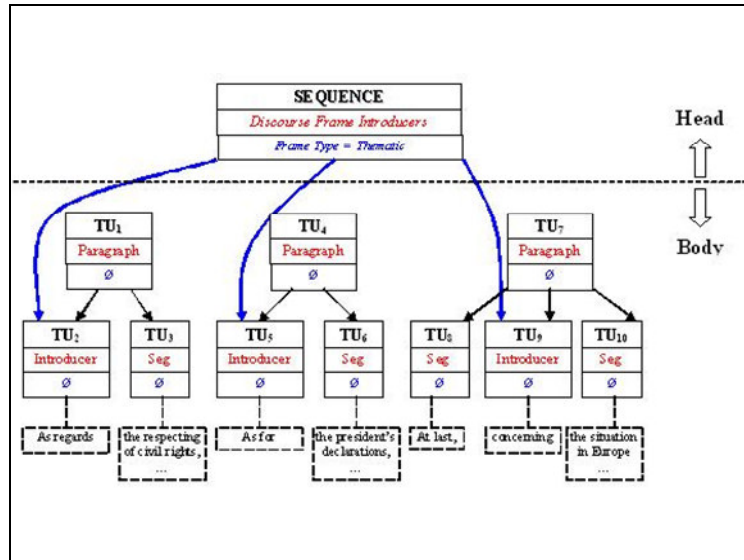 SEQUENCE
Discourse Frame Introducers
Frame Type = Thematic
Head
Body
TU1
Paragraph
Ø
TU4
Paragraph
Ø
TU7
Paragraph
Ø
TU2
Introducer
Ø
TU3
Seg
Ø
TU5
Introducer
Ø
TU6
Seg
Ø
TU8
Seg
Ø
TU9
Introducer
Ø
TU10
Seg
Ø
As regards
the respecting
of civil rights,
...
As for
the president's
declarations,
...
At last,
concerning
the situation
in Europe
...